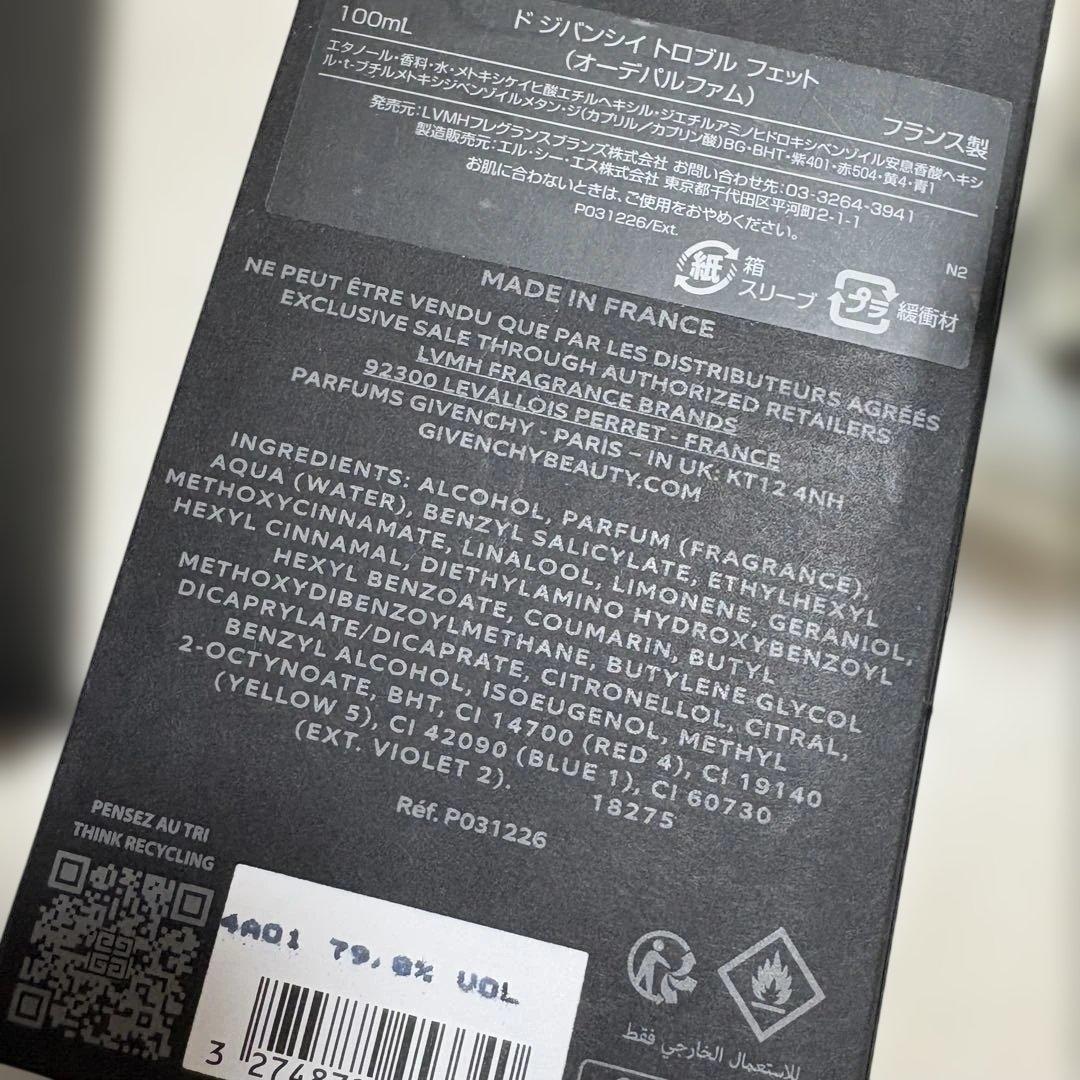 100mL
ド ジバンシイ トロブル フェット
(オーデパルファム)
フランス製
エタノール・香料・水・メトキシケイヒ酸エチルヘキシル・ジエチルアミノヒドロキシベンゾイル安息香酸ヘキシ
ル・t-ブチルメトキシジベンゾイルメタン・ジ(カプリル/カプリン酸)BG・BHT・紫401・赤504・黄4・青1
発売元:LVMHフレグランスブランズ株式会社 お問い合わせ先:03-3264-3941
製造販売元:エル・シー・エス株式会社 東京都千代田区平河町2-1-1
お肌に合わないときは、ご使用をおやめください。
P031226/Ext.
N2
紙 箱
スリーブ
プラ 緩衝材
MADE IN FRANCE
NE PEUT ÊTRE VENDU QUE PAR LES DISTRIBUTEURS AGRÉÉS
EXCLUSIVE SALE THROUGH AUTHORIZED RETAILERS
LVMH FRAGRANCE BRANDS
92300 LEVALLOIS PERRET - FRANCE
PARFUMS GIVENCHY - PARIS – IN UK: KT12 4NH
GIVENCHYBEAUTY.COM
INGREDIENTS: ALCOHOL, PARFUM (FRAGRANCE),
AQUA (WATER), BENZYL SALICYLATE, ETHYLHEXYL
METHOXYCINNAMATE, LINALOOL, LIMONENE, GERANIOL,
HEXYL CINNAMAL, DIETHYLAMINO HYDROXYBENZOYL
HEXYL BENZOATE, COUMARIN, BUTYL
METHOXYDIBENZOYLMETHANE, BUTYLENE GLYCOL
DICAPRYLATE/DICAPRATE, CITRONELLOL, CITRAL,
BENZYL ALCOHOL, ISOEUGENOL, METHYL
2-OCTYNOATE, BHT, CI 14700 (RED 4), CI 19140
(YELLOW 5), CI 42090 (BLUE 1), CI 60730
(EXT. VIOLET 2).
18275
Réf. P031226
PENSEZ AU TRI
THINK RECYCLING
4A01 79,0% VOL
3 27487
للاستعمال الخارجي فقط